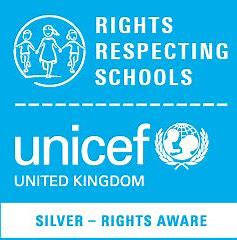 RIGHTS
RESPECTING
SCHOOLS
unicef
UNITED KINGDOM
SILVER – RIGHTS AWARE